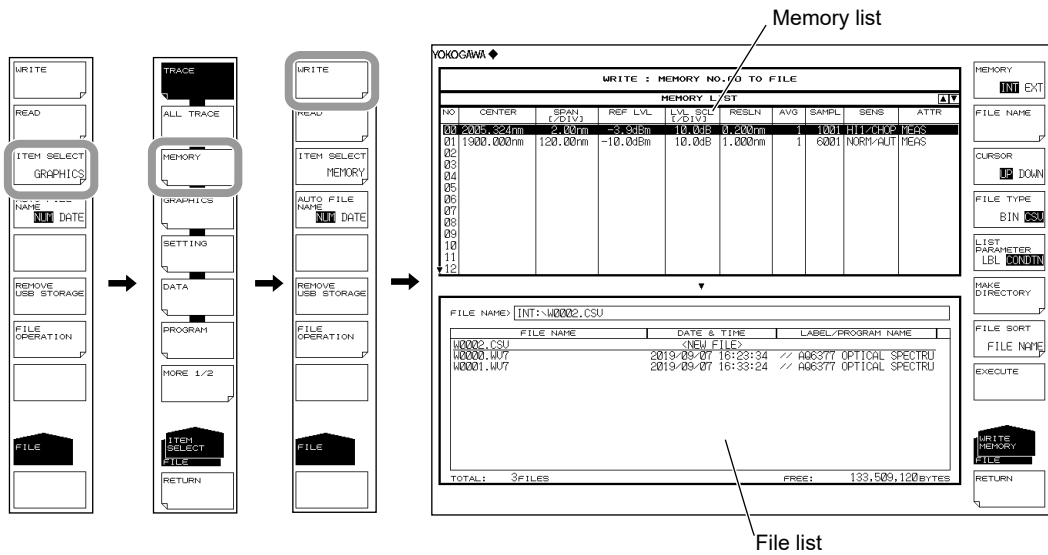 Memory list
WRITE
READ
ITEM SELECT
GRAPHICS
AUTO FILE
NAME
NUM DATE
REMOVE
USB STORAGE
FILE
OPERATION
FILE
TRACE
ALL TRACE
MEMORY
GRAPHICS
SETTING
DATA
PROGRAM
MORE 1/2
ITEM
SELECT
FILE
RETURN
WRITE
READ
ITEM SELECT
MEMORY
AUTO FILE
NAME
NUM DATE
REMOVE
USB STORAGE
FILE
OPERATION
FILE
YOKOGAWA ◆
WRITE : MEMORY NO.00 TO FILE
MEMORY LIST
NO CENTER SPAN [/DIV] REF LVL LVL SCL [/DIV] RESLN AVG SAMPL SENS ATTR
00 2005.324nm 2.00nm -3.9dBm 10.0dB 0.200nm 1 1001 HI1/CHOP MEAS
01 1900.000nm 120.00nm -10.0dBm 10.0dB 1.000nm 1 6001 NORM/AUT MEAS
02
03
04
05
06
07
08
09
10
11
12
FILE NAME> INT:\W0002.CSV
FILE NAME DATE & TIME LABEL/PROGRAM NAME
W0002.CSV <NEW FILE>
W0000.WV7 2019/09/07 16:23:34 // AQ6377 OPTICAL SPECTRU
W0001.WV7 2019/09/07 16:33:24 // AQ6377 OPTICAL SPECTRU
TOTAL: 3FILES FREE: 133,509,120BYTES
MEMORY
INT EXT
FILE NAME
CURSOR
UP DOWN
FILE TYPE
BIN CSV
LIST
PARAMETER
LBL CONDTN
MAKE
DIRECTORY
FILE SORT
FILE NAME
EXECUTE
WRITE
MEMORY
FILE
RETURN
File list